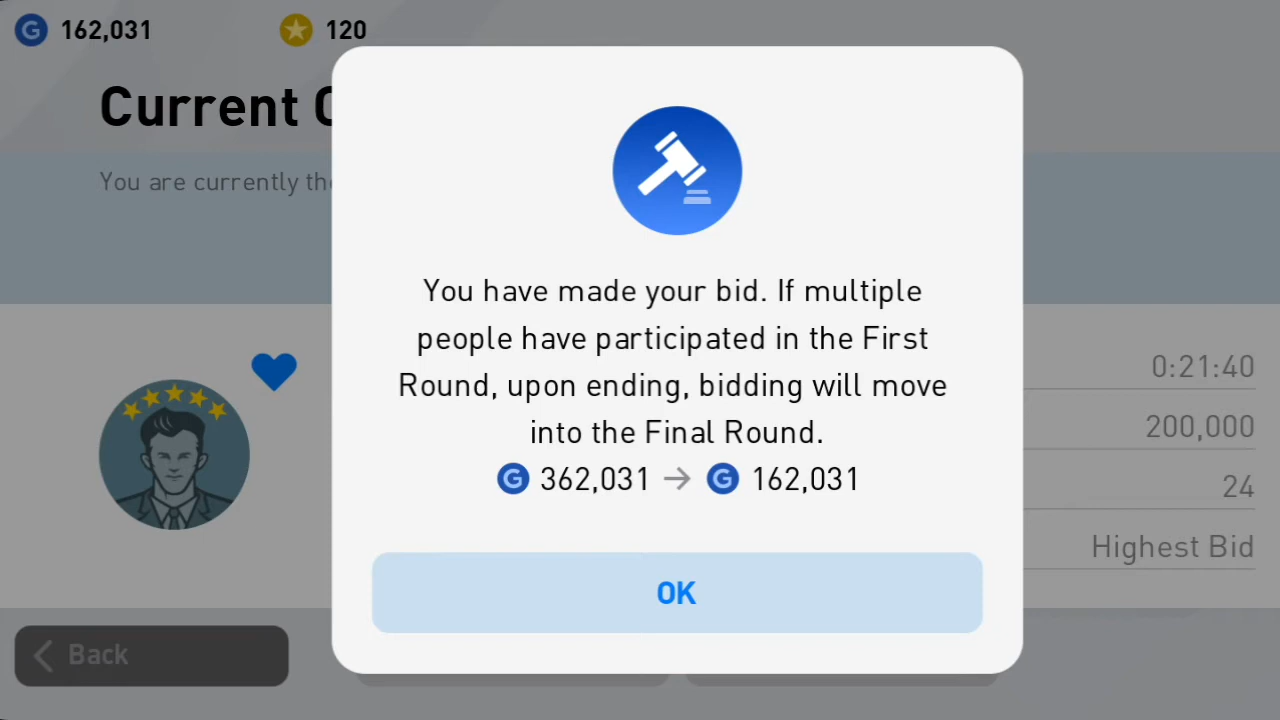 162,031
120
Current
You are currently
You have made your bid. If multiple
people have participated in the First
Round, upon ending, bidding will move
into the Final Round.
G 362,031 → G 162,031
OK
0:21:40
200,000
24
Highest Bid
Back